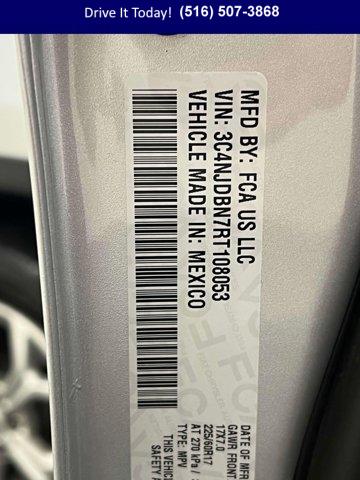 Drive It Today! (516) 507-3868
MFD BY: FCA US LLC
VIN: 3C4NJDBN7RT108053
VEHICLE MADE IN: MEXICO
DATE OF MFR
GAWR FRONT
17X7.0
225/60R17
AT 270 kPa /
THIS VEH
SAFETY A
TYPE: MPV